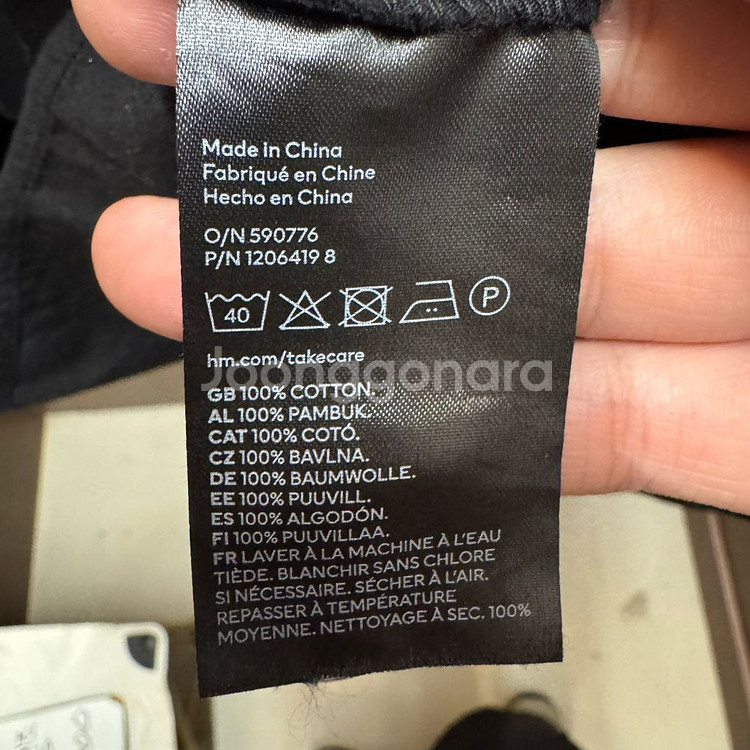 Made in China
Fabriqué en Chine
Hecho en China
O/N 590776
P/N 1206419 8
40
P
hm.com/takecare
Joonggonara
GB 100% COTTON.
AL 100% PAMBUK.
CAT 100% COTÓ.
CZ 100% BAVLNA.
DE 100% BAUMWOLLE.
EE 100% PUUVILL.
ES 100% ALGODÓN.
FI 100% PUUVILLAA.
FR LAVER À LA MACHINE À L'EAU
TIÈDE. BLANCHIR SANS CHLORE
SI NÉCESSAIRE. SÉCHER À L'AIR.
REPASSER À TEMPÉRATURE
MOYENNE. NETTOYAGE À SEC. 100%